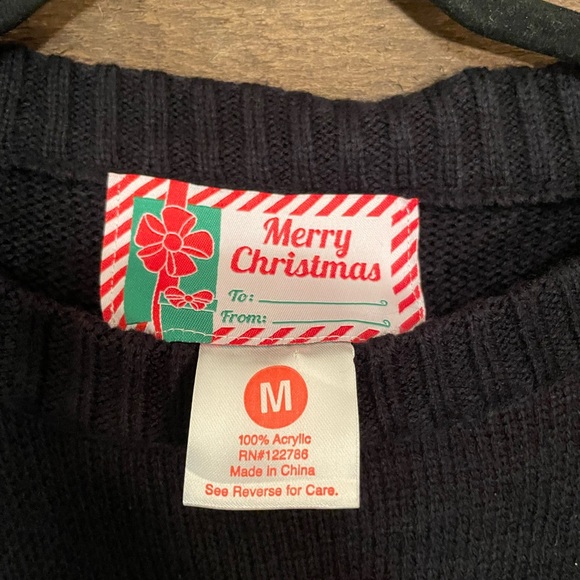 Merry
Christmas
To:
From:
M
100% Acrylic
RN#122786
Made in China
See Reverse for Care.